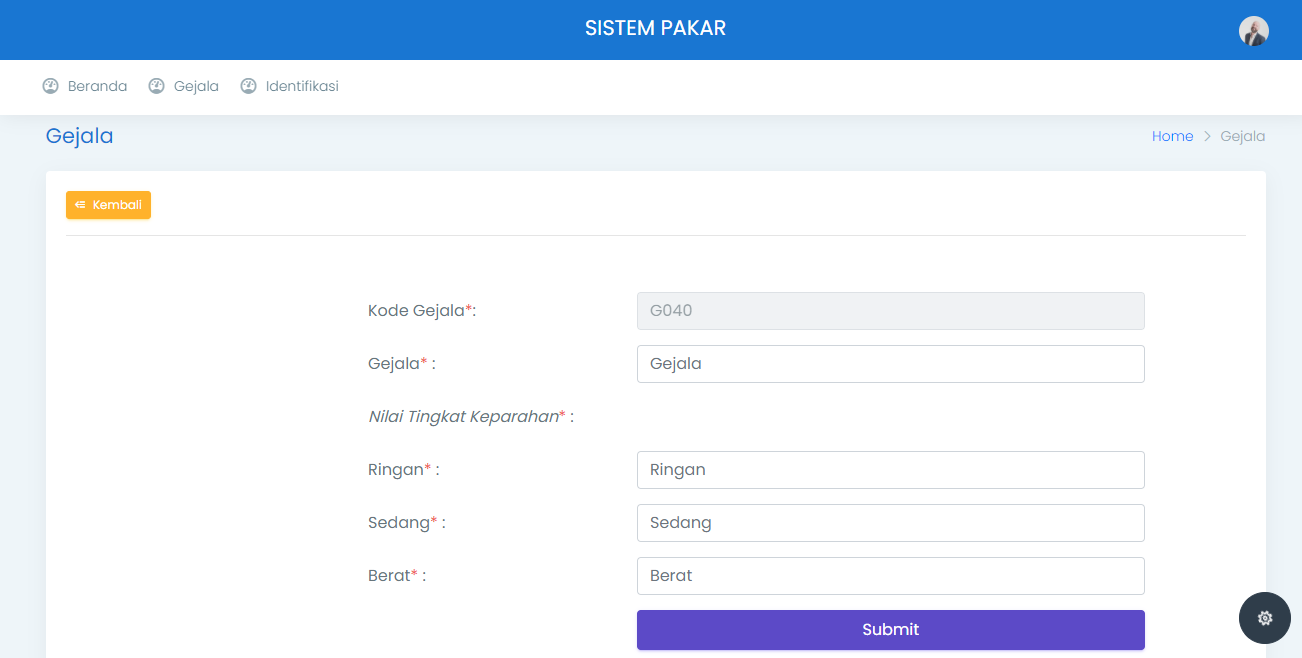 SISTEM PAKAR
Beranda Gejala Identifikasi
Gejala
Home > Gejala
Kembali
Kode Gejala*: G040
Gejala* : Gejala
Nilai Tingkat Keparahan* :
Ringan* : Ringan
Sedang* : Sedang
Berat* : Berat
Submit